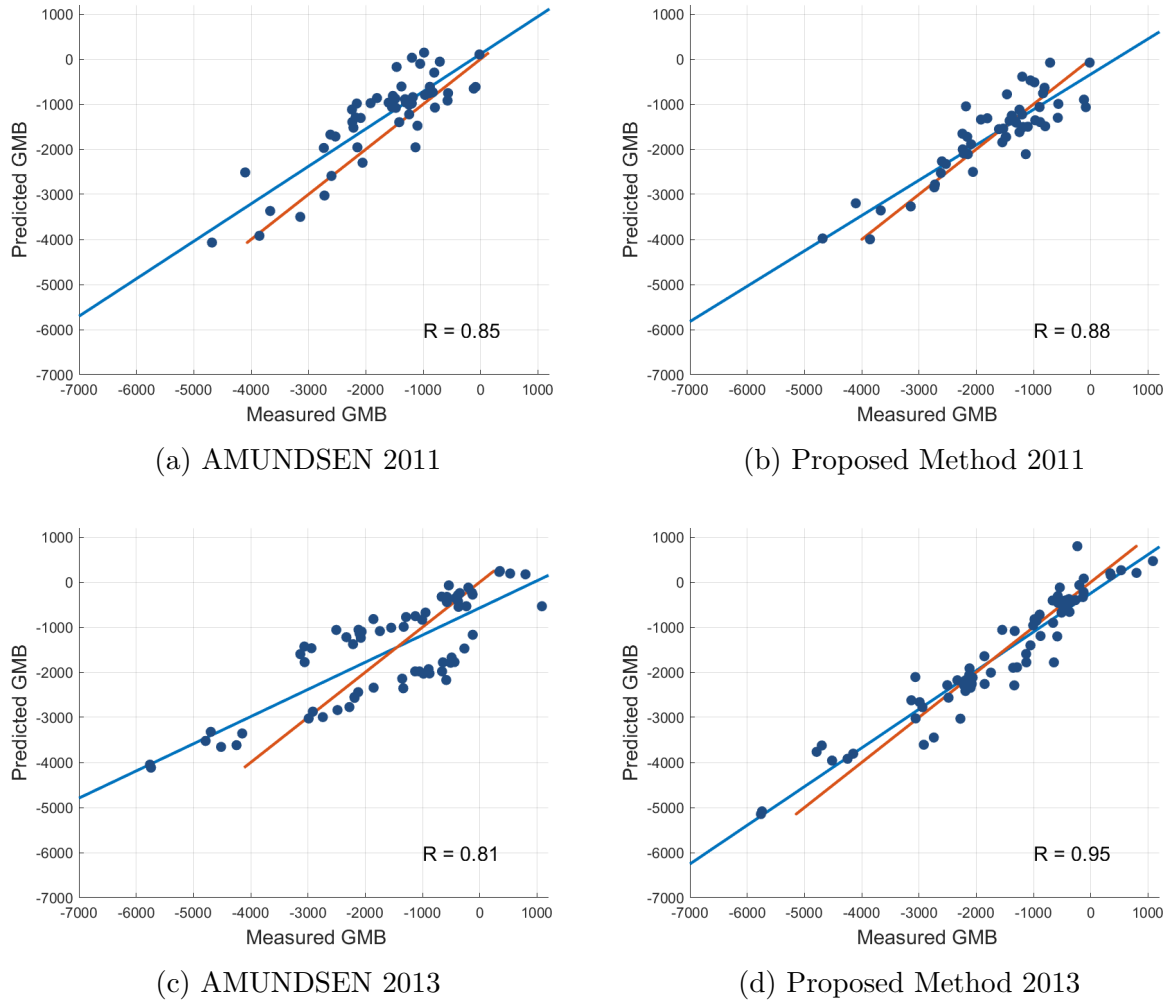 1000
0
-1000
-2000
-3000
-4000
-5000
-6000
-7000
Predicted GMB
R = 0.85
-7000 -6000 -5000 -4000 -3000 -2000 -1000 0 1000
Measured GMB
(a) AMUNDSEN 2011
1000
0
-1000
-2000
-3000
-4000
-5000
-6000
-7000
Predicted GMB
R = 0.88
-7000 -6000 -5000 -4000 -3000 -2000 -1000 0 1000
Measured GMB
(b) Proposed Method 2011
1000
0
-1000
-2000
-3000
-4000
-5000
-6000
-7000
Predicted GMB
R = 0.81
-7000 -6000 -5000 -4000 -3000 -2000 -1000 0 1000
Measured GMB
(c) AMUNDSEN 2013
1000
0
-1000
-2000
-3000
-4000
-5000
-6000
-7000
Predicted GMB
R = 0.95
-7000 -6000 -5000 -4000 -3000 -2000 -1000 0 1000
Measured GMB
(d) Proposed Method 2013